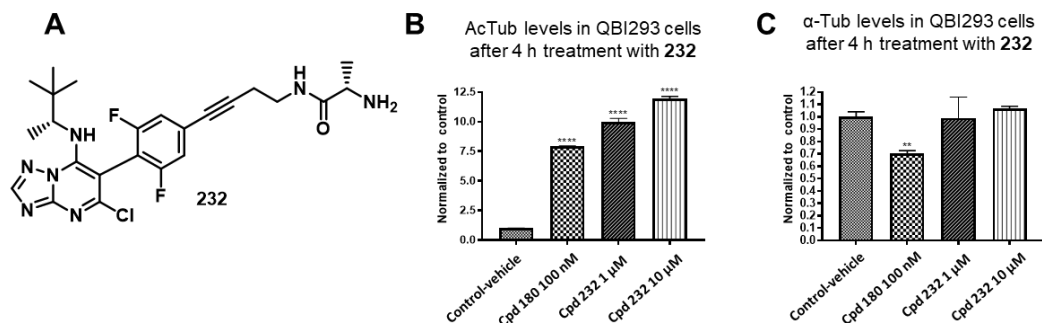 A
B
C
AcTub levels in QBI293 cells
after 4 h treatment with 232
α-Tub levels in QBI293 cells
after 4 h treatment with 232
H
N
O
NH2
F
F
NH
N
N
N
N
Cl
232
Normalized to control
12.5
10.0
7.5
5.0
2.5
0.0
****
****
****
Control-vehicle
Cpd 180 100 nM
Cpd 232 1 µM
Cpd 232 10 µM
Normalized to control
1.2
1.1
1.0
0.9
0.8
0.7
0.6
0.5
0.4
0.3
0.2
0.1
0.0
**
Control-vehicle
Cpd 180 100 nM
Cpd 232 1 µM
Cpd 232 10 µM